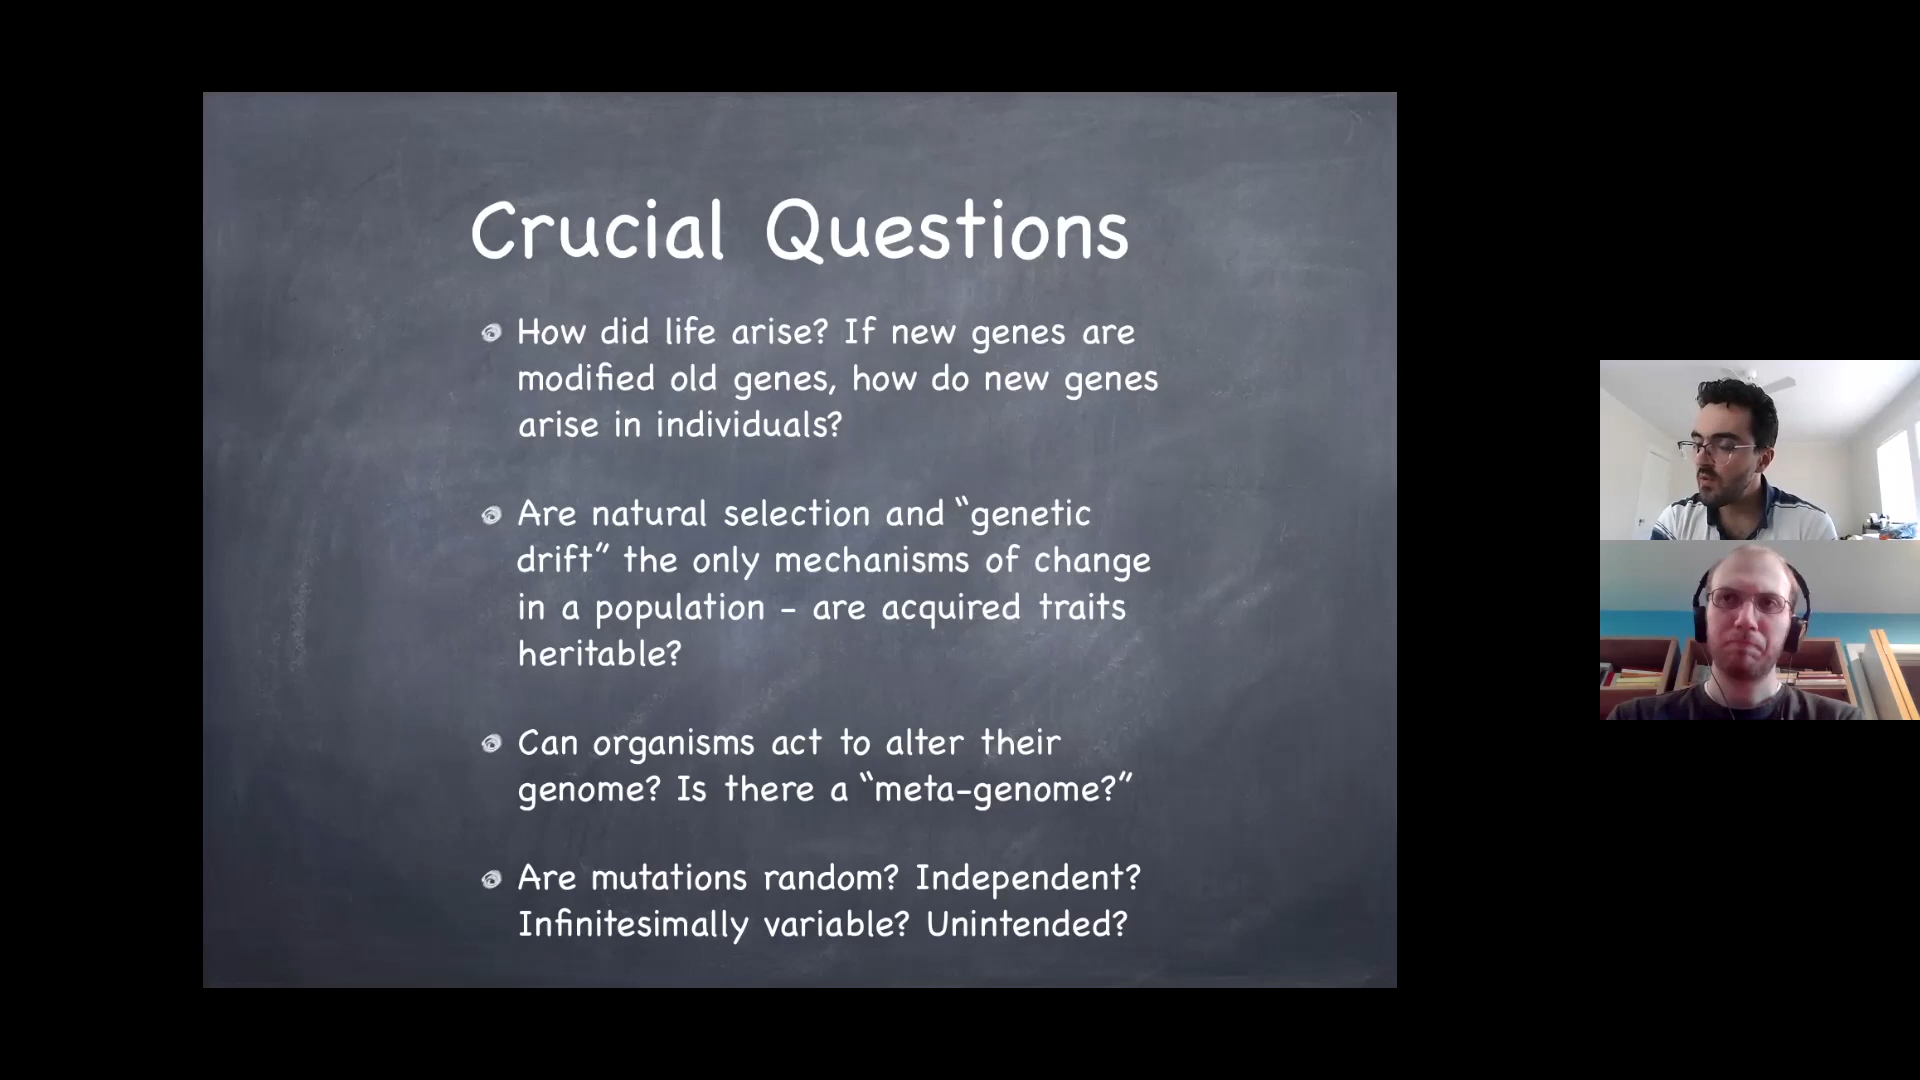 Crucial Questions
How did life arise? If new genes are
modified old genes, how do new genes
arise in individuals?
Are natural selection and “genetic
drift” the only mechanisms of change
in a population - are acquired traits
heritable?
Can organisms act to alter their
genome? Is there a “meta-genome?”
Are mutations random? Independent?
Infinitesimally variable? Unintended?